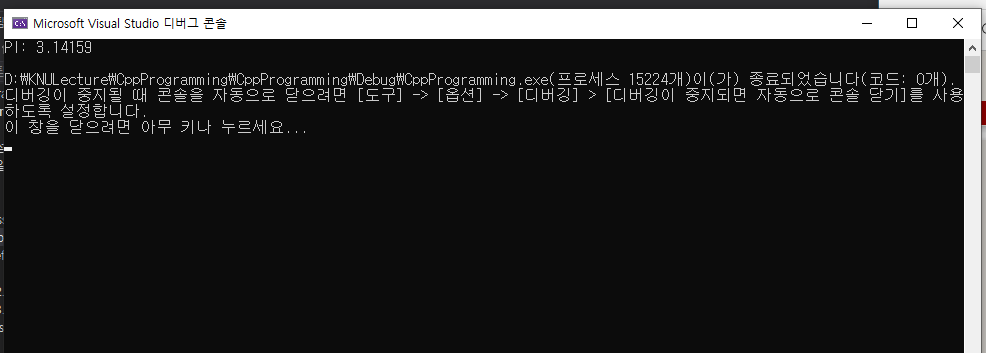 Microsoft Visual Studio 디버그 콘솔
PI: 3.14159
D:₩KNULecture₩CppProgramming₩CppProgramming₩Debug₩CppProgramming.exe(프로세스 15224개)이(가) 종료되었습니다(코드: 0개).
디버깅이 중지될 때 콘솔을 자동으로 닫으려면 [도구] -> [옵션] -> [디버깅] > [디버깅이 중지되면 자동으로 콘솔 닫기]를 사용
하도록 설정합니다.
이 창을 닫으려면 아무 키나 누르세요...